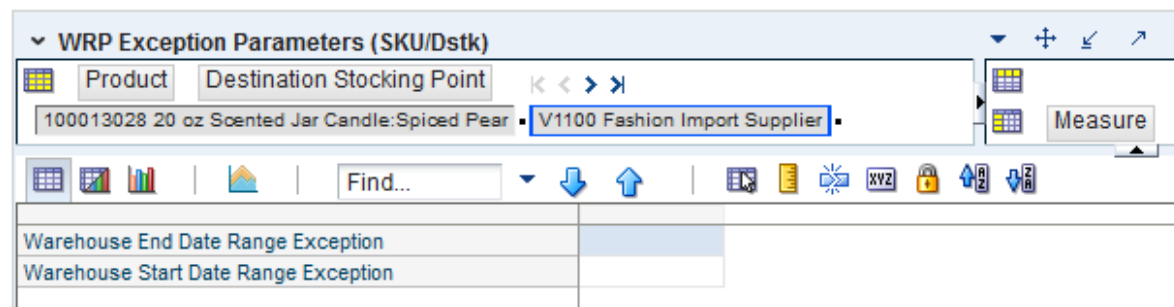 WRP Exception Parameters (SKU/Dstk)
Product Destination Stocking Point
100013028 20 oz Scented Jar Candle:Spiced Pear V1100 Fashion Import Supplier
Measure
Find...
XYZ
Warehouse End Date Range Exception
Warehouse Start Date Range Exception